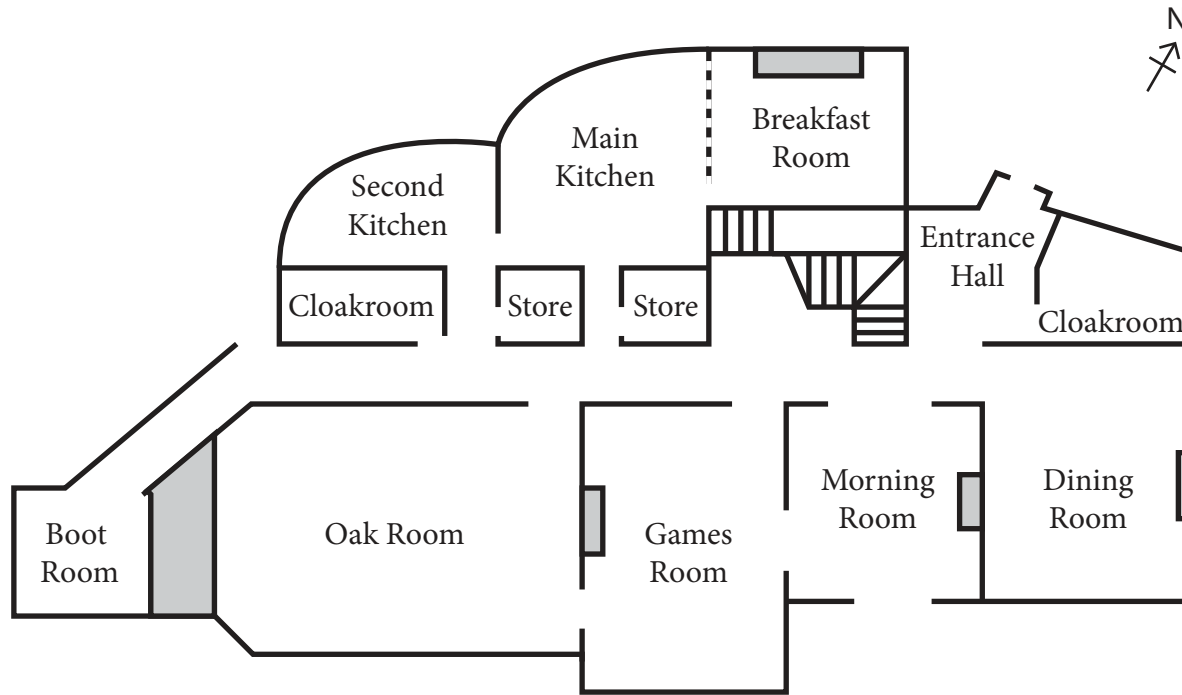 N
Breakfast
Room
Main
Kitchen
Second
Kitchen
Entrance
Hall
Cloakroom
Store
Store
Cloakroom
Morning
Room
Dining
Room
Boot
Room
Oak Room
Games
Room